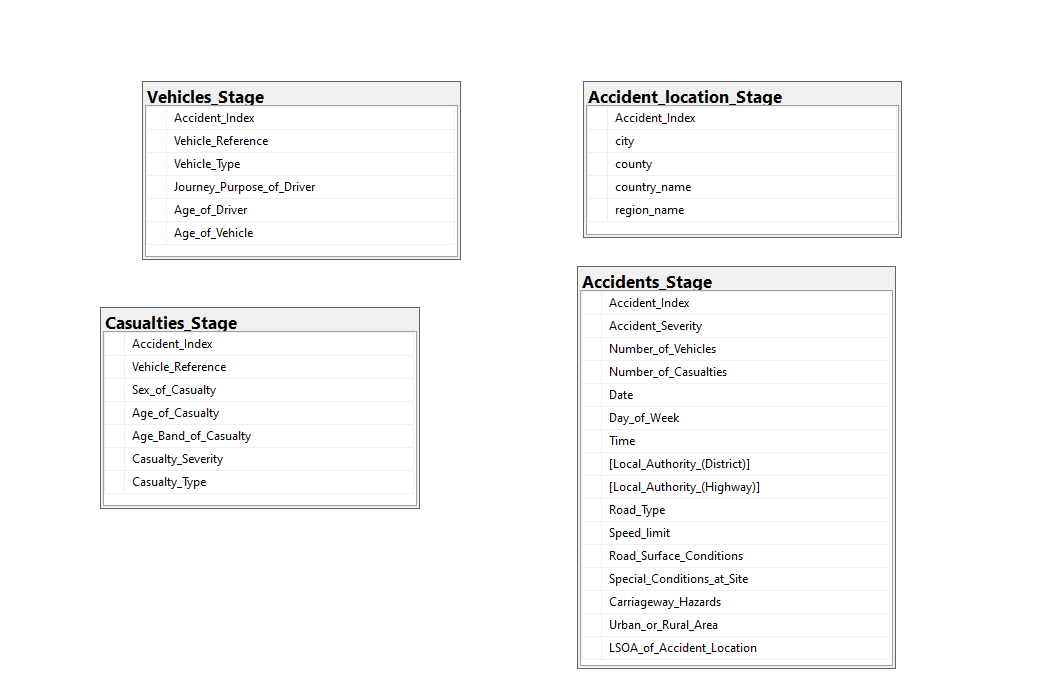 Vehicles_Stage
Accident_Index
Vehicle_Reference
Vehicle_Type
Journey_Purpose_of_Driver
Age_of_Driver
Age_of_Vehicle
Casualties_Stage
Accident_Index
Vehicle_Reference
Sex_of_Casualty
Age_of_Casualty
Age_Band_of_Casualty
Casualty_Severity
Casualty_Type
Accident_location_Stage
Accident_Index
city
county
country_name
region_name
Accidents_Stage
Accident_Index
Accident_Severity
Number_of_Vehicles
Number_of_Casualties
Date
Day_of_Week
Time
[Local_Authority_(District)]
[Local_Authority_(Highway)]
Road_Type
Speed_limit
Road_Surface_Conditions
Special_Conditions_at_Site
Carriageway_Hazards
Urban_or_Rural_Area
LSOA_of_Accident_Location